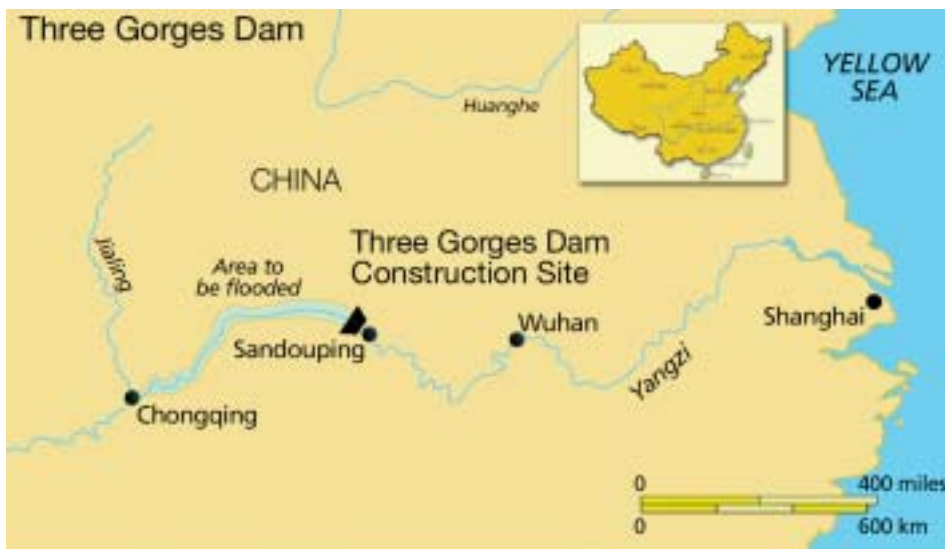 Three Gorges Dam
YELLOW
SEA
Huanghe
CHINA
Jialing
Area to
be flooded
Three Gorges Dam
Construction Site
Sandouping
Wuhan
Yangzi
Shanghai
Chongqing
0 400 miles
0 600 km